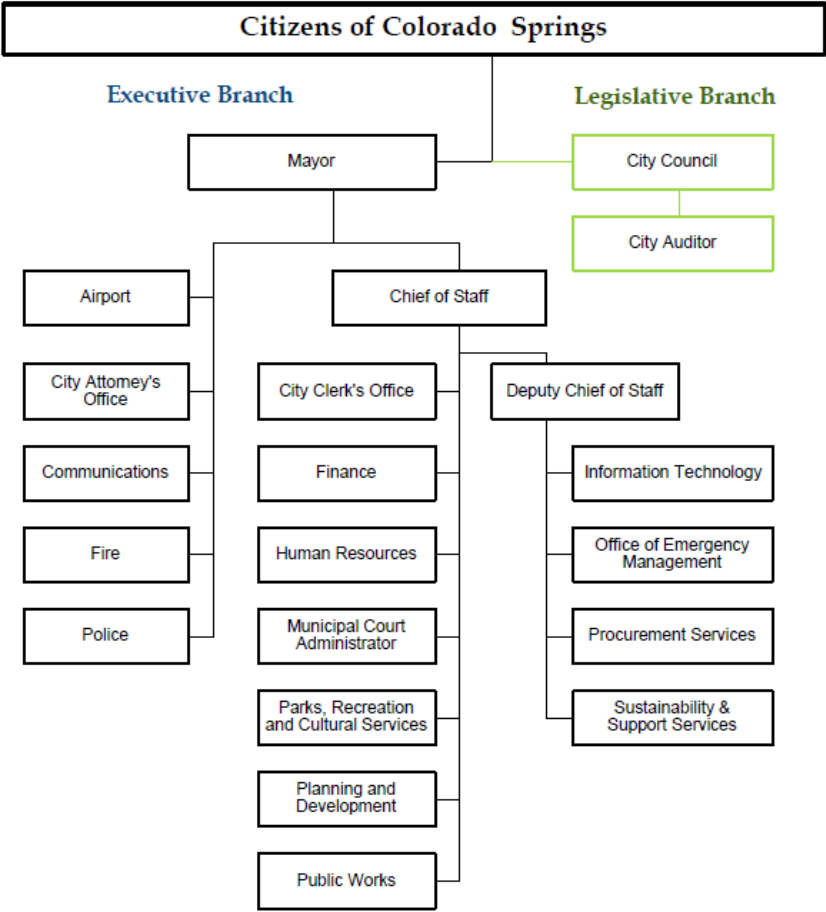 Citizens of Colorado Springs
Executive Branch
Legislative Branch
Mayor
City Council
City Auditor
Airport
Chief of Staff
City Attorney's
Office
City Clerk's Office
Deputy Chief of Staff
Communications
Finance
Information Technology
Fire
Human Resources
Office of Emergency
Management
Police
Municipal Court
Administrator
Procurement Services
Parks, Recreation
and Cultural Services
Sustainability &
Support Services
Planning and
Development
Public Works